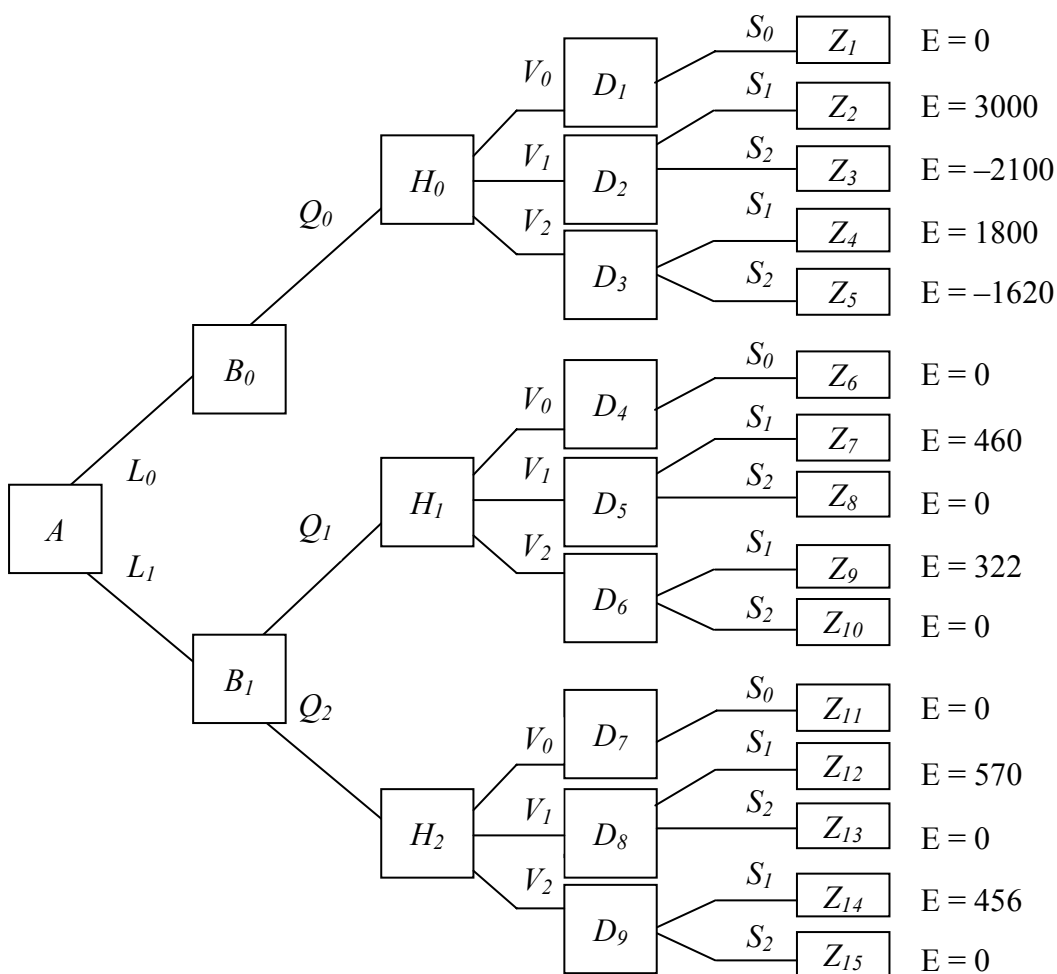 S₀ Z₁ E = 0
V₀ D₁
S₁ Z₂ E = 3000
H₀ V₁ D₂ S₂ Z₃ E = –2100
Q₀
V₂ D₃ S₁ Z₄ E = 1800
S₂ Z₅ E = –1620
B₀
S₀ Z₆ E = 0
V₀ D₄
S₁ Z₇ E = 460
L₀
A
H₁ V₁ D₅ S₂ Z₈ E = 0
Q₁
L₁
V₂ D₆ S₁ Z₉ E = 322
S₂ Z₁₀ E = 0
B₁
Q₂
S₀ Z₁₁ E = 0
V₀ D₇
S₁ Z₁₂ E = 570
H₂ V₁ D₈ S₂ Z₁₃ E = 0
V₂ D₉ S₁ Z₁₄ E = 456
S₂ Z₁₅ E = 0